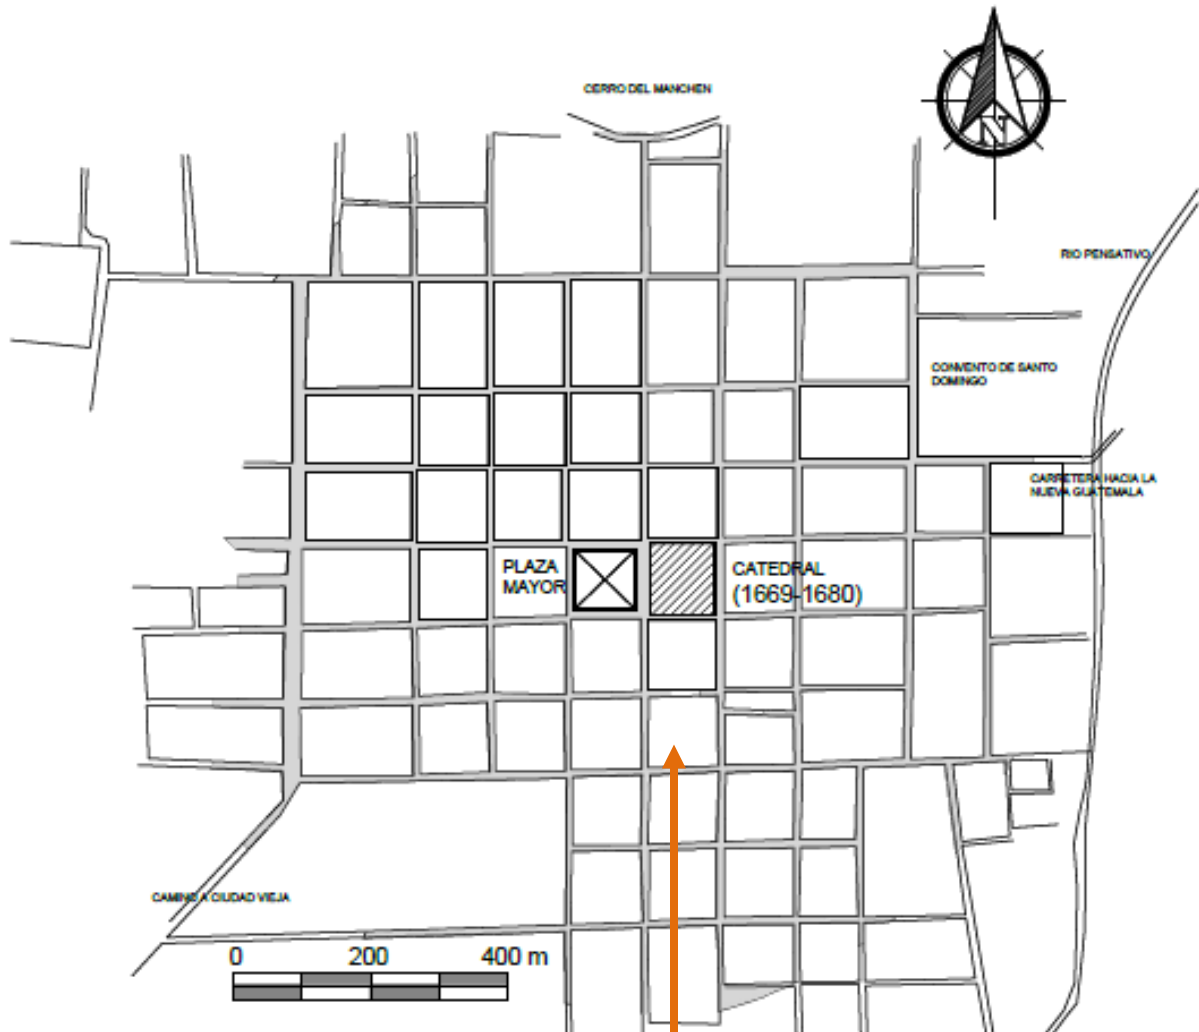 CERRO DEL MANCHEN
N
RIO PENSATIVO
CONVENTO DE SANTO
DOMINGO
CARRETERA HACIA LA
NUEVA GUATEMALA
PLAZA
MAYOR
CATEDRAL
(1669-1680)
CAMINO A CIUDAD VIEJA
0 200 400 m